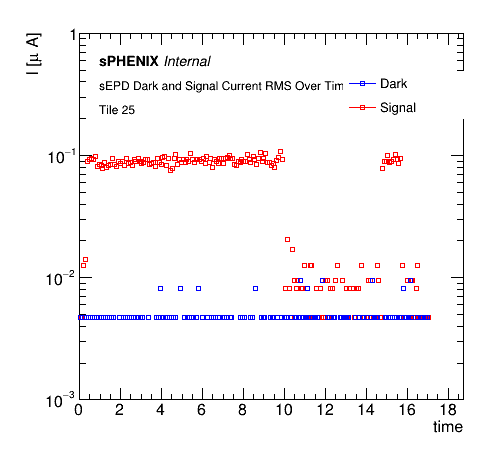 I [μ A]
sPHENIX Internal
sEPD Dark and Signal Current RMS Over Tim
Tile 25
Dark
Signal
1
10⁻¹
10⁻²
10⁻³
0 2 4 6 8 10 12 14 16 18
time